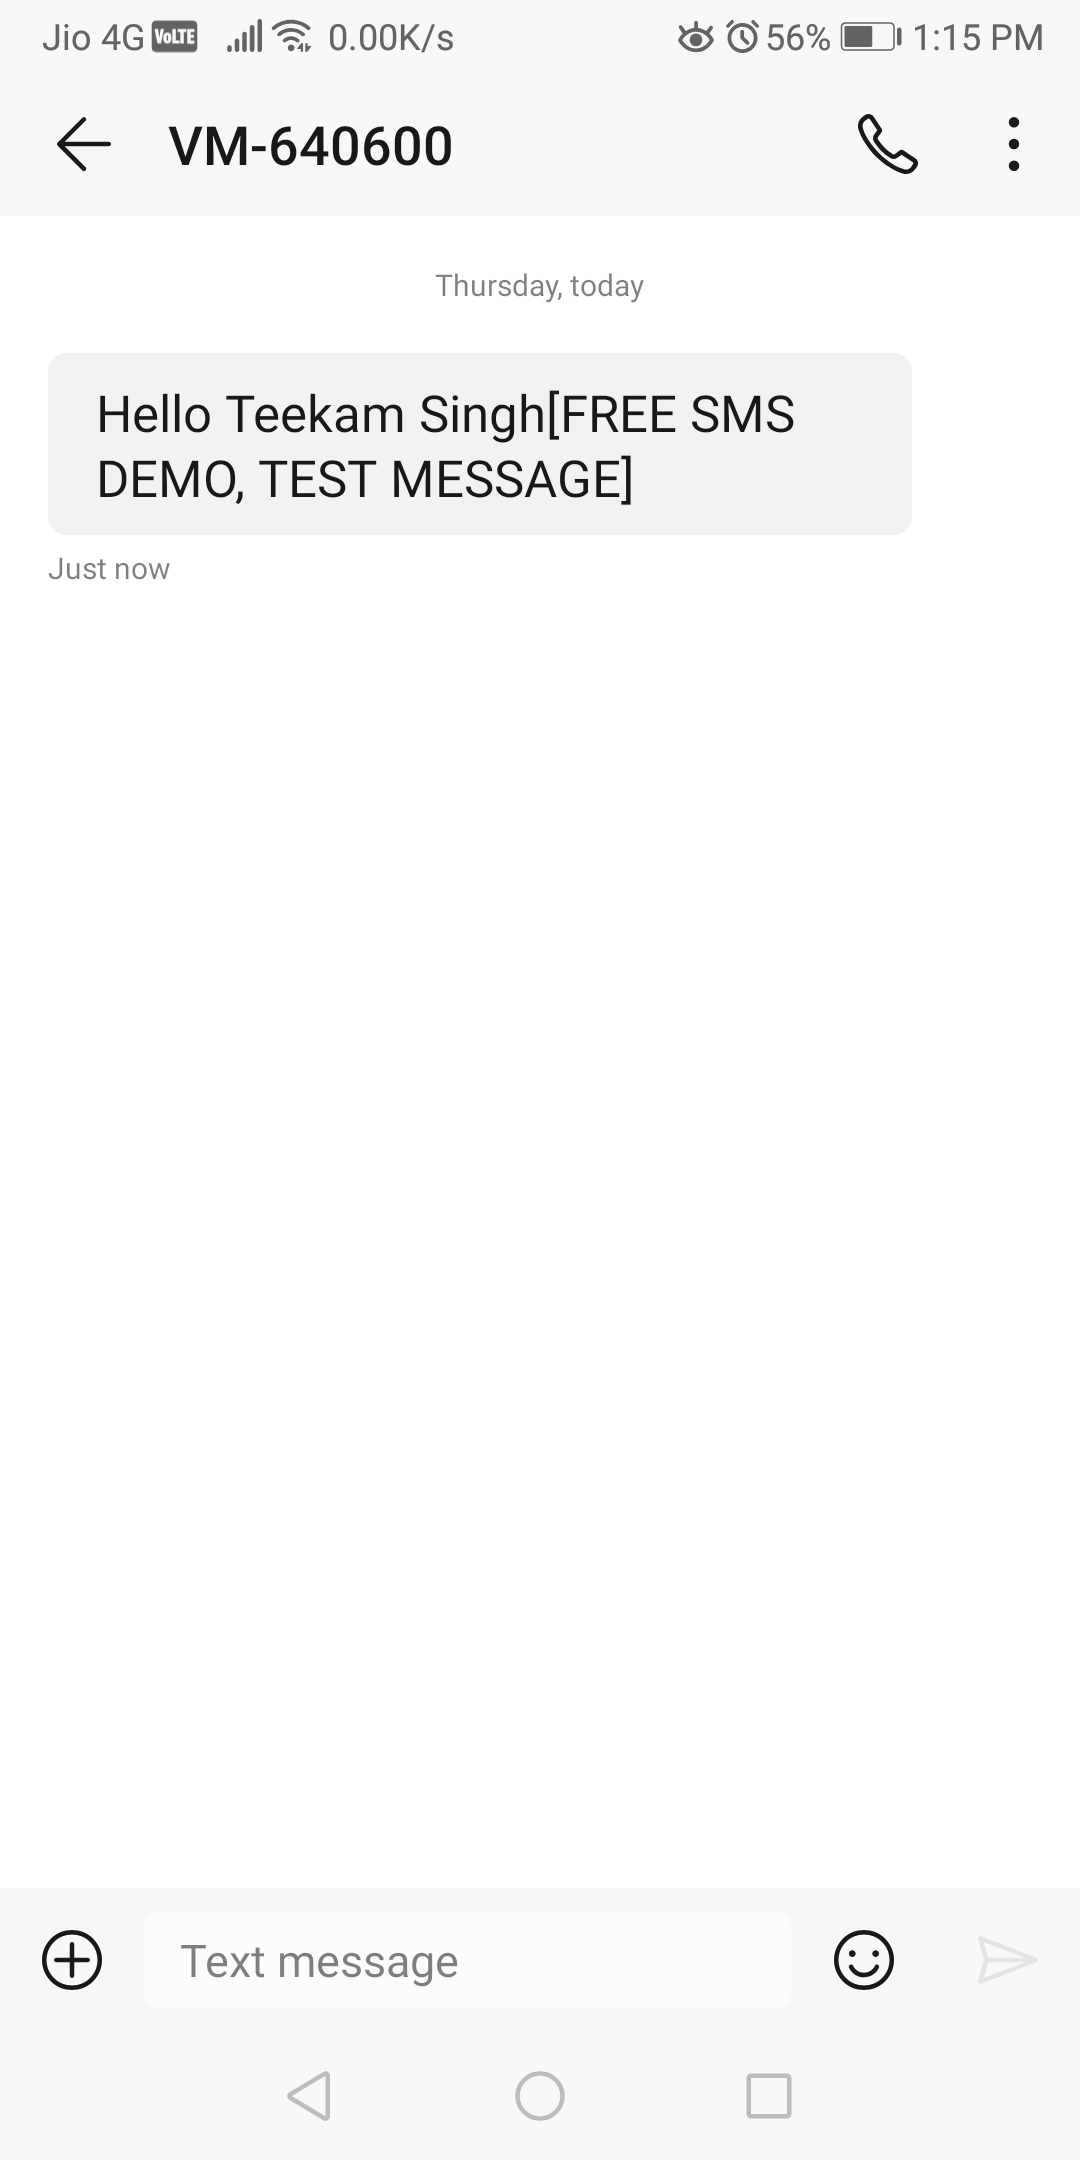 Jio 4G VoLTE 0.00K/s 56% 1:15 PM
VM-640600
Thursday, today
Hello Teekam Singh[FREE SMS
DEMO, TEST MESSAGE]
Just now
Text message